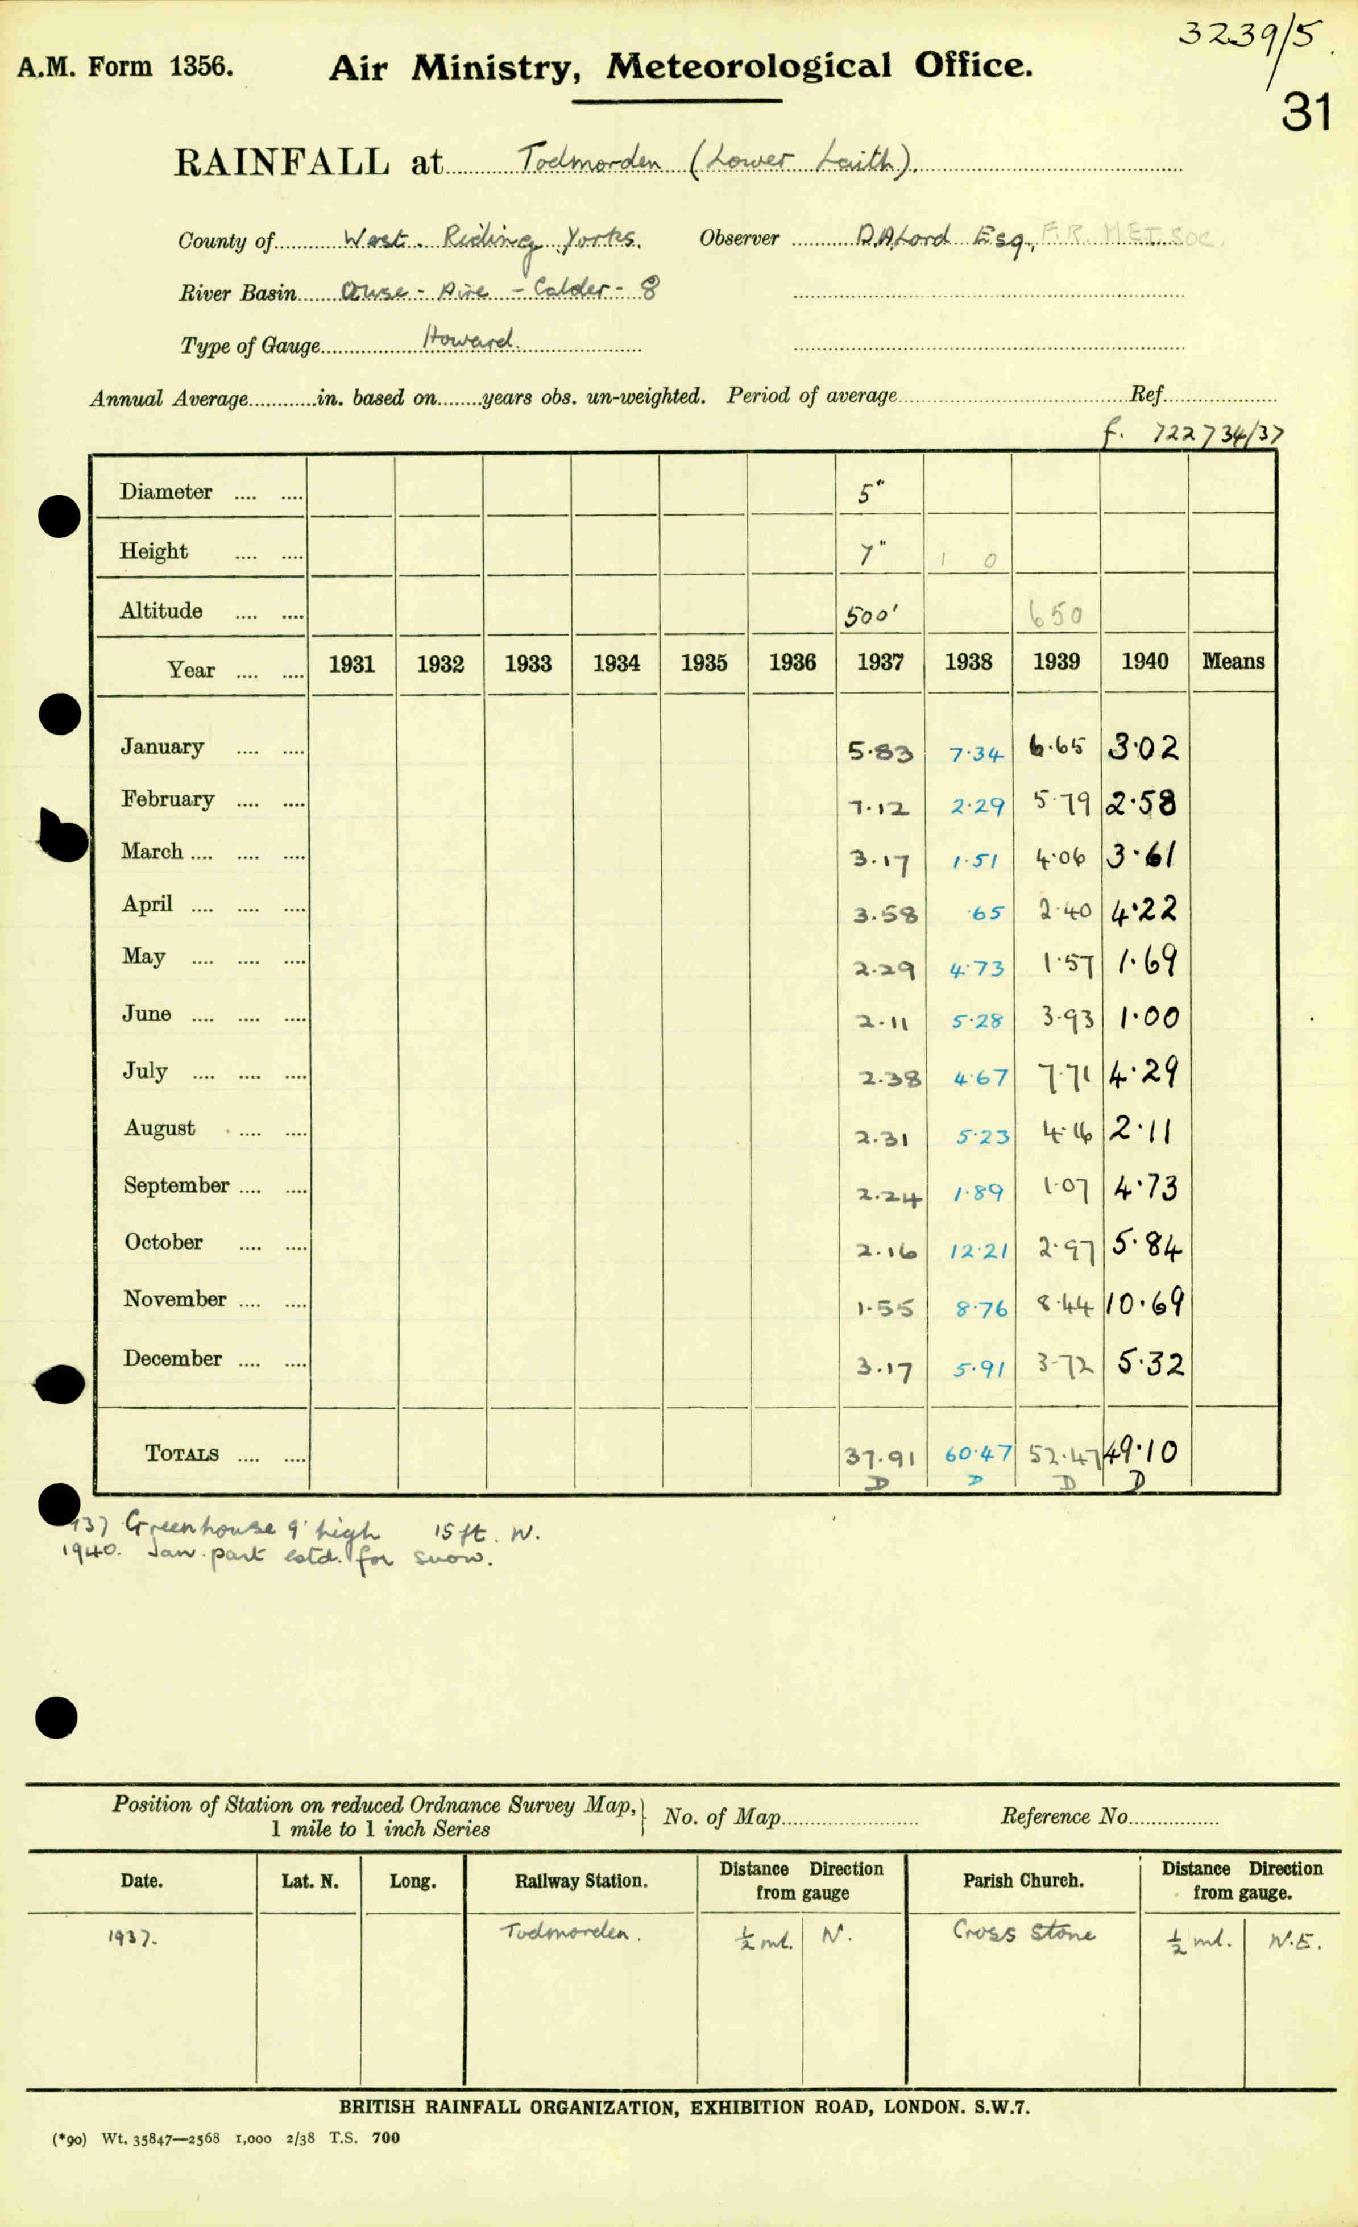 3239/5.
A.M. Form 1356. Air Ministry, Meteorological Office.
31
RAINFALL at Todmorden (Lower Laith).
County of West. Riding Yorks. Observer D.A. Lord Esq., F.R. MET. SOC.
River Basin Ouse - Aire - Calder - 8
Type of Gauge Howard.
Annual Average in. based on years obs. un-weighted. Period of average Ref.
f. 722734/37
Diameter 5"
Height 7" 1 0
Altitude 500' 650
Year 1931 1932 1933 1934 1935 1936 1937 1938 1939 1940 Means
January 5.83 7.34 6.65 3.02
February 7.12 2.29 5.79 2.58
March 3.17 1.51 4.06 3.61
April 3.58 .65 2.40 4.22
May 2.29 4.73 1.57 1.69
June 2.11 5.28 3.93 1.00
July 2.38 4.67 7.71 4.29
August 2.31 5.23 4.16 2.11
September 2.24 1.89 1.07 4.73
October 2.16 12.21 2.97 5.84
November 1.55 8.76 8.44 10.69
December 3.17 5.91 3.72 5.32
TOTALS 37.91 60.47 52.47 49.10
D D D D
937 Greenhouse 9' high 15 ft. W.
1940. Jan. part estd. for snow.
Position of Station on reduced Ordnance Survey Map, 1 mile to 1 inch Series } No. of Map Reference No.
Date. Lat. N. Long. Railway Station. Distance Direction from gauge Parish Church. Distance Direction from gauge.
1937. Todmorden. ½ ml. N. Cross Stone ½ ml. N.E.
BRITISH RAINFALL ORGANIZATION, EXHIBITION ROAD, LONDON. S.W.7.
(*90) Wt. 35847—2568 1,000 2/38 T.S. 700